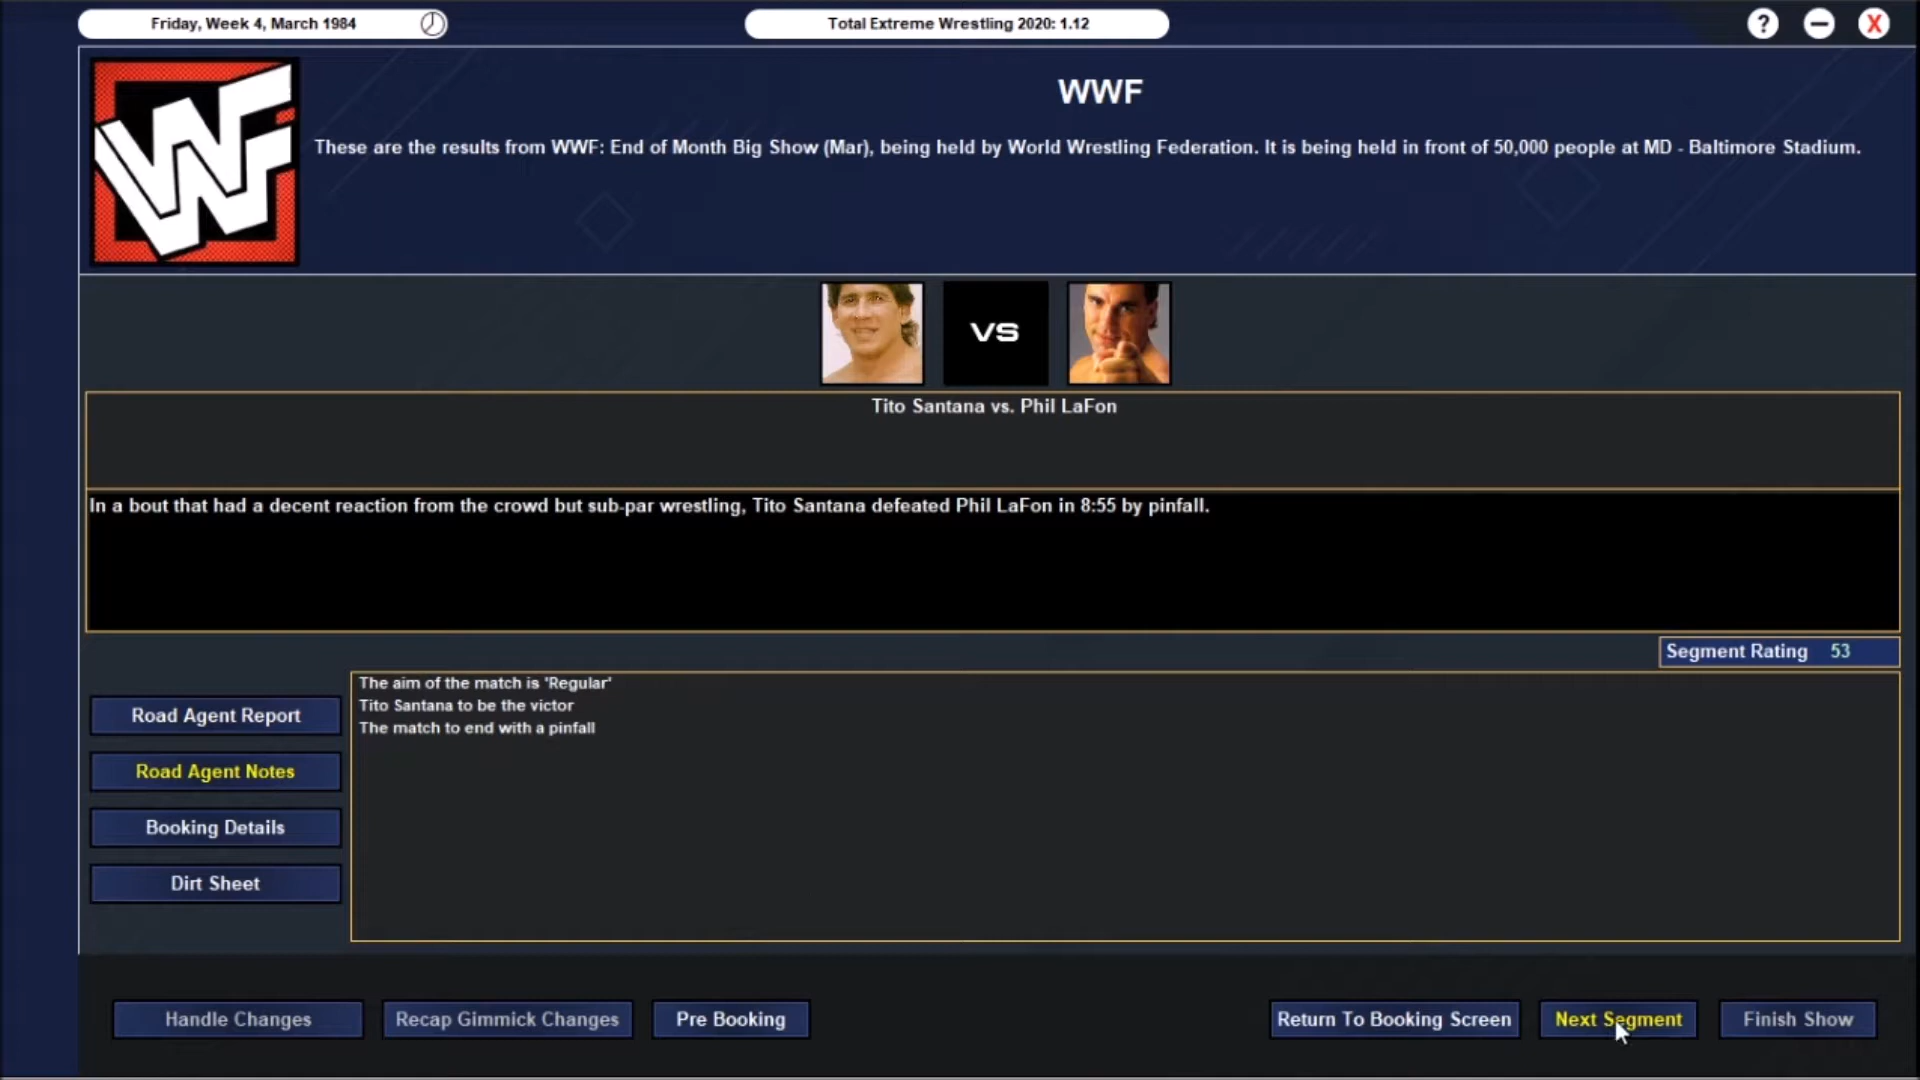 Friday, Week 4, March 1984
Total Extreme Wrestling 2020: 1.12
?
X
WF
WWF
These are the results from WWF: End of Month Big Show (Mar), being held by World Wrestling Federation. It is being held in front of 50,000 people at MD - Baltimore Stadium.
VS
Tito Santana vs. Phil LaFon
In a bout that had a decent reaction from the crowd but sub-par wrestling, Tito Santana defeated Phil LaFon in 8:55 by pinfall.
Segment Rating 53
Road Agent Report
Road Agent Notes
Booking Details
Dirt Sheet
The aim of the match is 'Regular'
Tito Santana to be the victor
The match to end with a pinfall
Handle Changes
Recap Gimmick Changes
Pre Booking
Return To Booking Screen
Next Segment
Finish Show